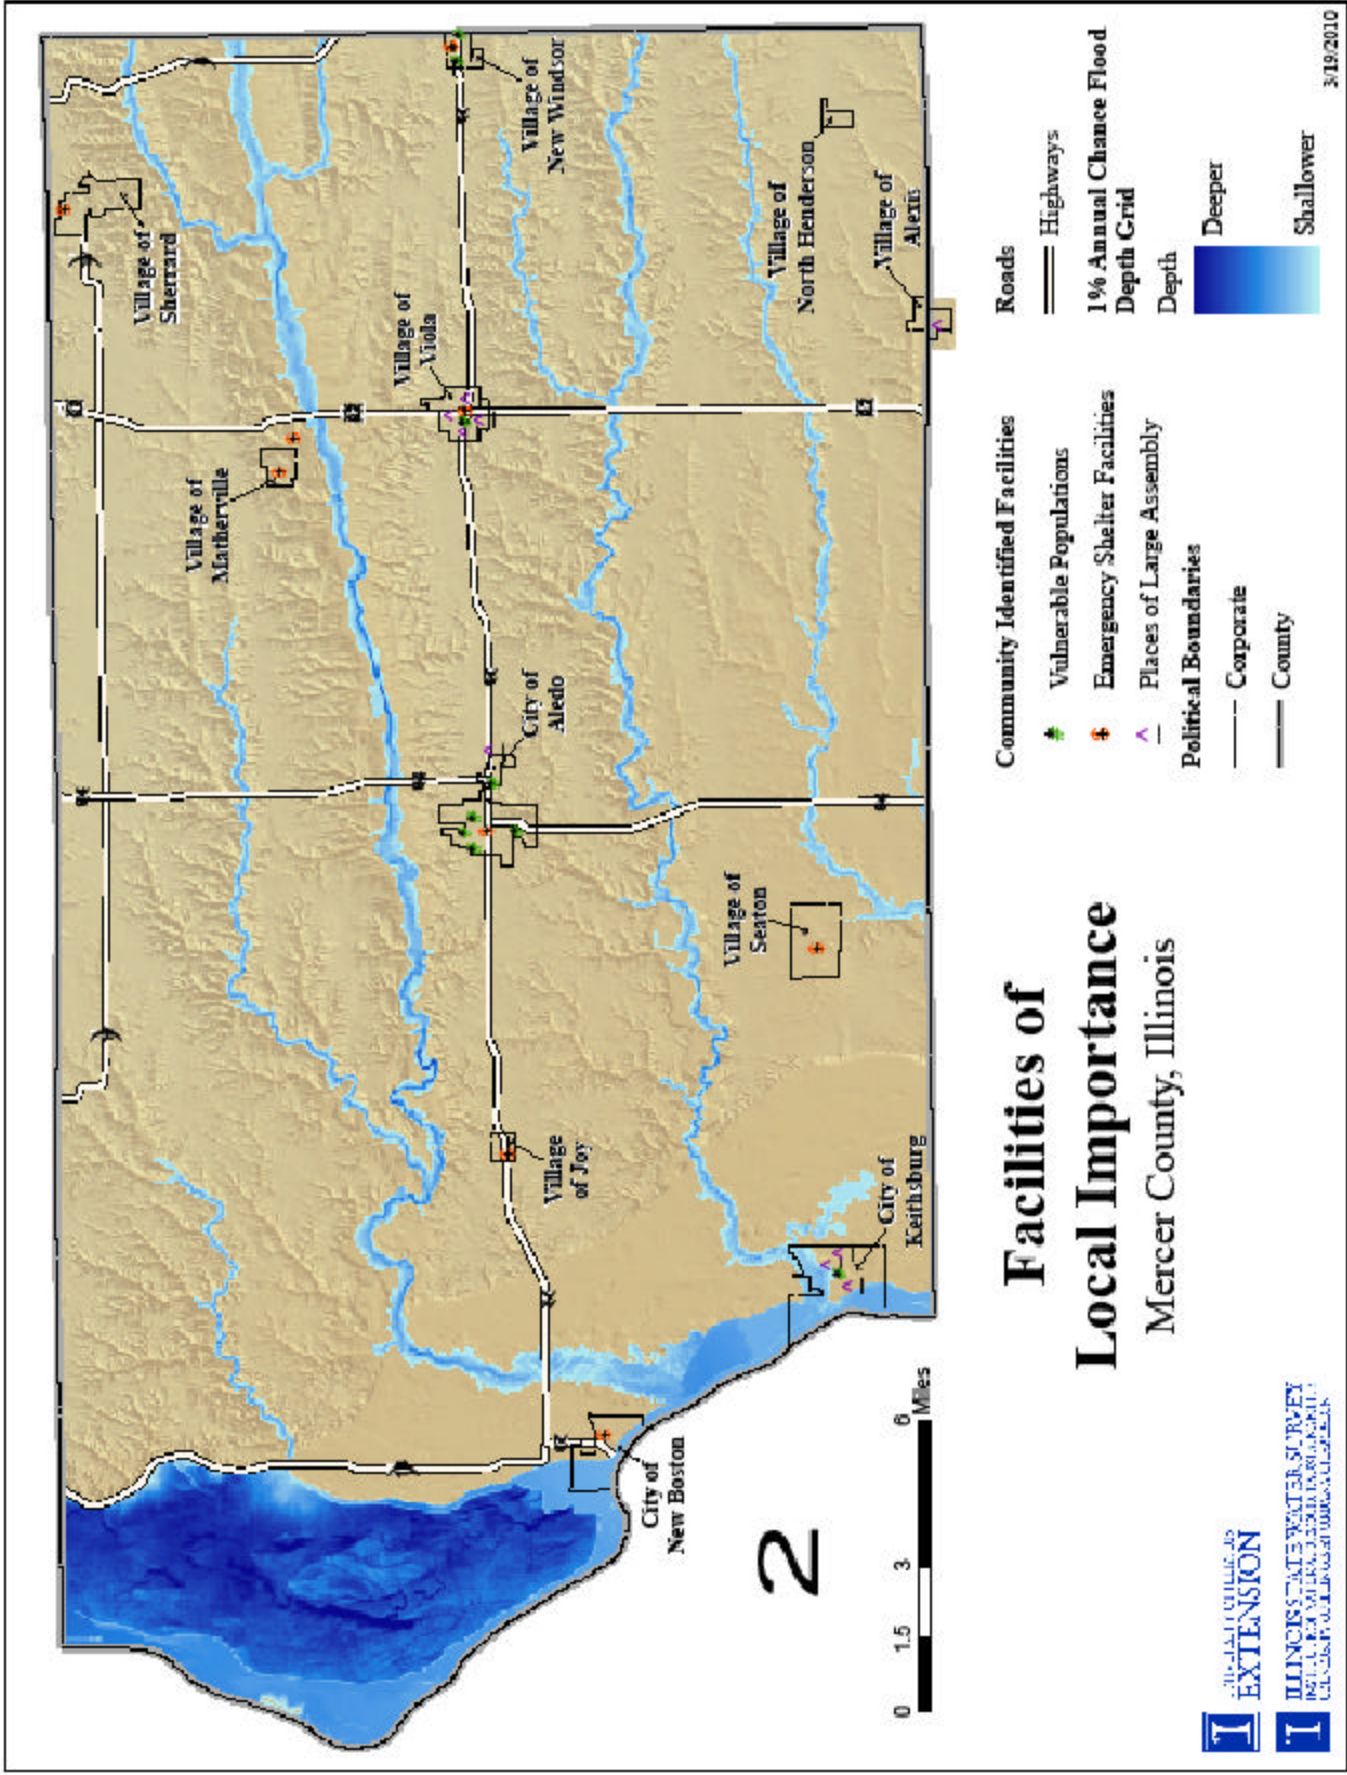 Village of
Sherrard
Village of
Matherville
Village of
Viola
Village of
New Windsor
City of
Aledo
Village
of Joy
City of
New Boston
City of
Keithsburg
Village of
Seaton
Village of
North Henderson
Village of
Alexis
2
0
1.5
3
6
Miles
Facilities of
Local Importance
Mercer County, Illinois
Community Identified Facilities
Vulnerable Populations
Emergency Shelter Facilities
Places of Large Assembly
Political Boundaries
Corporate
County
Roads
Highways
1% Annual Chance Flood
Depth Grid
Depth
Deeper
Shallower
EXTENSION
ILLINOIS STATE WATER SURVEY
3/19/2010